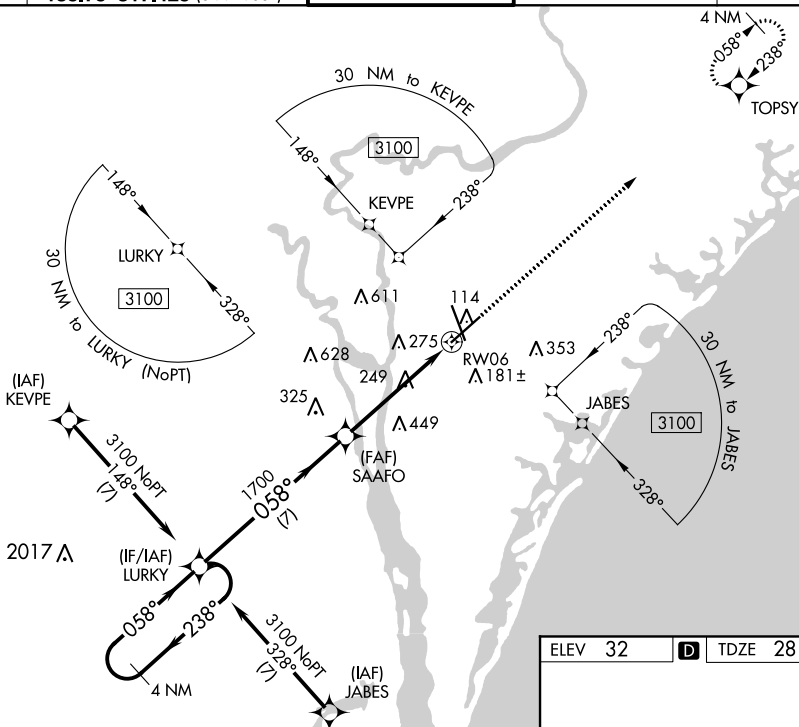 4 NM
058°
238°
TOPSY
30 NM to KEVPE
3100
148°
238°
KEVPE
148°
LURKY
3100
328°
30 NM to LURKY (NoPT)
611
114
275
RW06
353
628
249
181±
325
449
238°
30 NM to JABES
JABES
3100
328°
(IAF)
KEVPE
3100 NoPT
148°
(7)
(FAF)
SAAFO
1700
058°
(7)
2017
(IF/IAF)
LURKY
058°
238°
4 NM
3100 NoPT
328°
(7)
(IAF)
JABES
ELEV 32 D TDZE 28